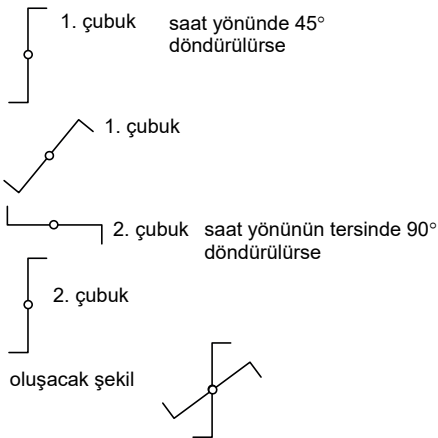 1. çubuk saat yönünde 45°
döndürülürse
1. çubuk
2. çubuk saat yönünün tersinde 90°
döndürülürse
2. çubuk
oluşacak şekil